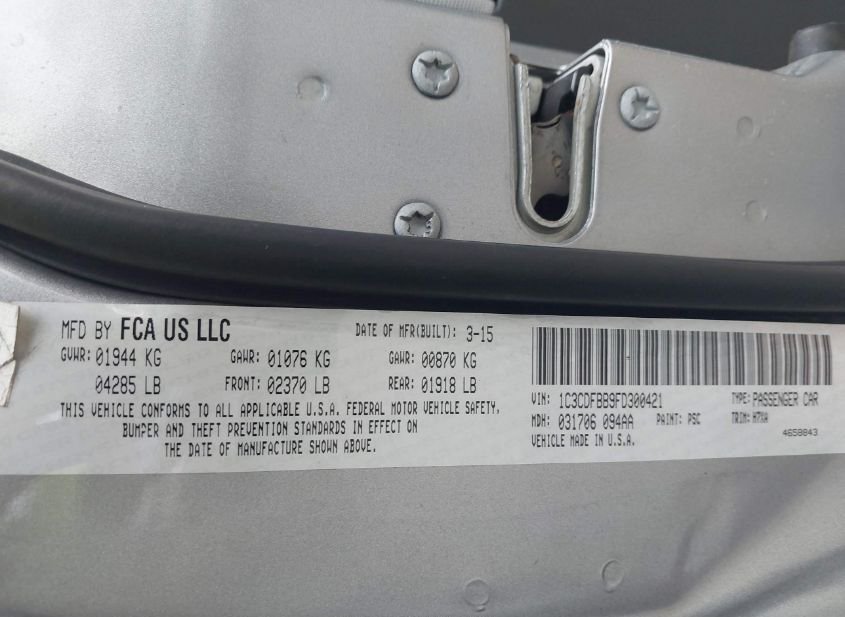 MFD BY FCA US LLC
DATE OF MFR(BUILT): 3-15
GVWR: 01944 KG GAWR: 01076 KG GAWR: 00870 KG
04285 LB FRONT: 02370 LB REAR: 01918 LB
THIS VEHICLE CONFORMS TO ALL APPLICABLE U.S.A. FEDERAL MOTOR VEHICLE SAFETY,
BUMPER AND THEFT PREVENTION STANDARDS IN EFFECT ON
THE DATE OF MANUFACTURE SHOWN ABOVE.
VIN: 1C3CDFBB9FD300421 TYPE: PASSENGER CAR
MDH: 031706 094AA PAINT: PSC TRIM: H7XA
VEHICLE MADE IN U.S.A. 4658843